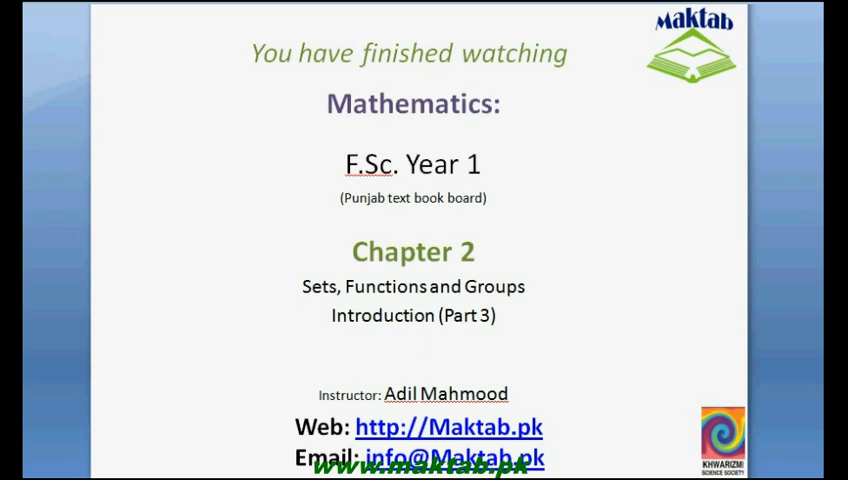 Maktab
You have finished watching
Mathematics:
F.Sc. Year 1
(Punjab text book board)
Chapter 2
Sets, Functions and Groups
Introduction (Part 3)
Instructor: Adil Mahmood
Web: http://Maktab.pk
Email: info@Maktab.pk
www.maktab.pk
KHWARIZMI
SCIENCE SOCIETY